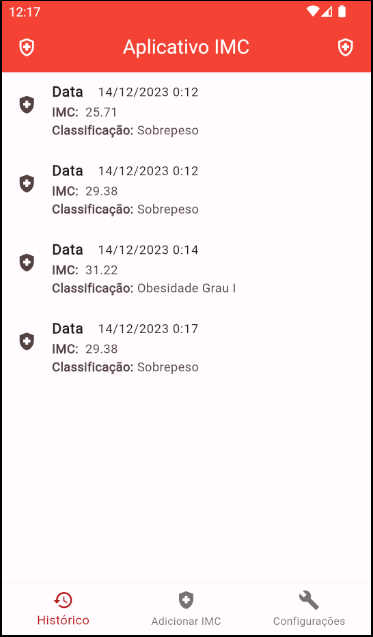 12:17
Aplicativo IMC
Data 14/12/2023 0:12
IMC: 25.71
Classificação: Sobrepeso
Data 14/12/2023 0:12
IMC: 29.38
Classificação: Sobrepeso
Data 14/12/2023 0:14
IMC: 31.22
Classificação: Obesidade Grau I
Data 14/12/2023 0:17
IMC: 29.38
Classificação: Sobrepeso
Histórico Adicionar IMC Configurações